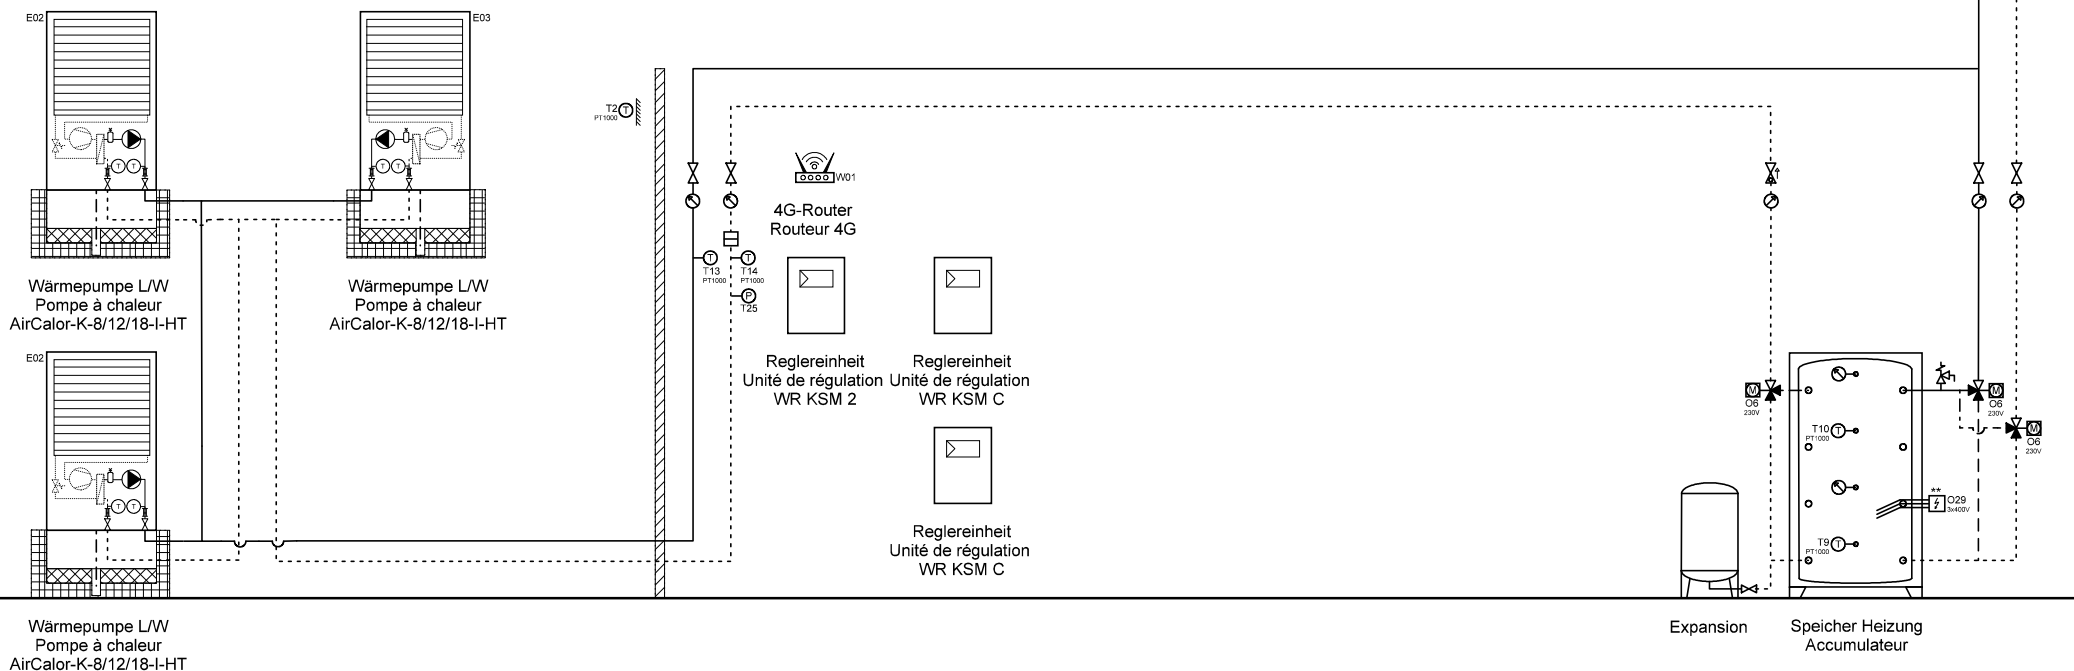 E02
E03
T2
PT1000
T
T T
T T
W01
4G-Router
Routeur 4G
T
T13
PT1000
T
T14
PT1000
P
T25
Wärmepumpe L/W
Pompe à chaleur
AirCalor-K-8/12/18-I-HT
Wärmepumpe L/W
Pompe à chaleur
AirCalor-K-8/12/18-I-HT
E02
T T
Reglereinheit
Unité de régulation
WR KSM 2
Reglereinheit
Unité de régulation
WR KSM C
Reglereinheit
Unité de régulation
WR KSM C
M
O6
230V
M
O6
230V
M
O6
230V
T10
PT1000
T
**
O29
3x400V
T9
PT1000
T
Wärmepumpe L/W
Pompe à chaleur
AirCalor-K-8/12/18-I-HT
Expansion
Speicher Heizung
Accumulateur